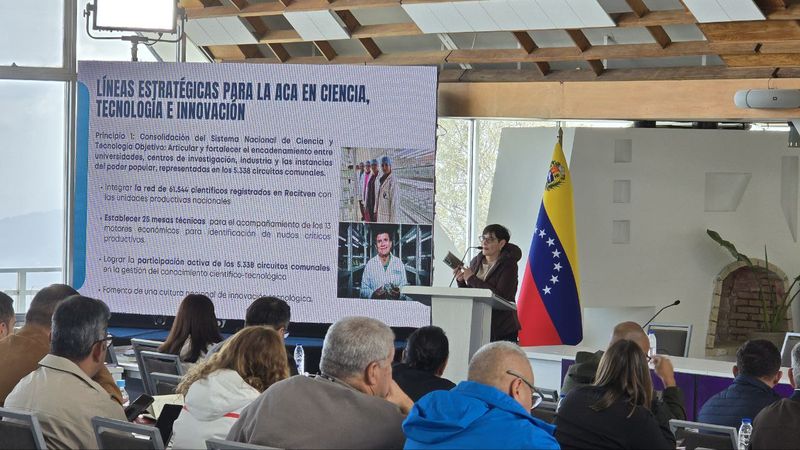 LÍNEAS ESTRATÉGICAS PARA LA ACA EN CIENCIA,
TECNOLOGÍA E INNOVACIÓN
Principio 1: Consolidación del Sistema Nacional de Ciencia y
Tecnología Objetivo: Articular y fortalecer el encadenamiento entre
universidades, centros de investigación, industria y las instancias
del poder popular, representadas en los 5.338 circuitos comunales.
• Integrar la red de 61.544 científicos registrados en Recitven con
las unidades productivas nacionales
• Establecer 25 mesas técnicas para el acompañamiento de los 13
motores económicos para identificación de nudos críticos
productivos.
• Lograr la participación activa de los 5.338 circuitos comunales
en la gestión del conocimiento científico-tecnológico
• Fomento de una cultura nacional de innovación tecnológica.